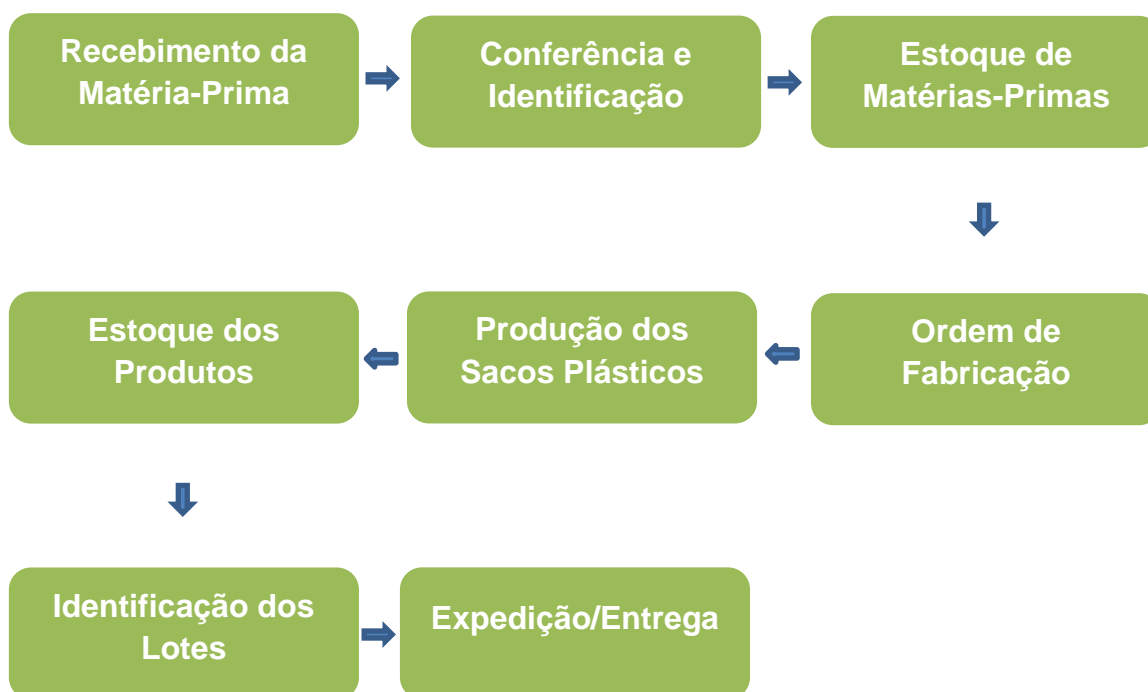 Recebimento da
Matéria-Prima
Conferência e
Identificação
Estoque de
Matérias-Primas
Estoque dos
Produtos
Produção dos
Sacos Plásticos
Ordem de
Fabricação
Identificação dos
Lotes
Expedição/Entrega